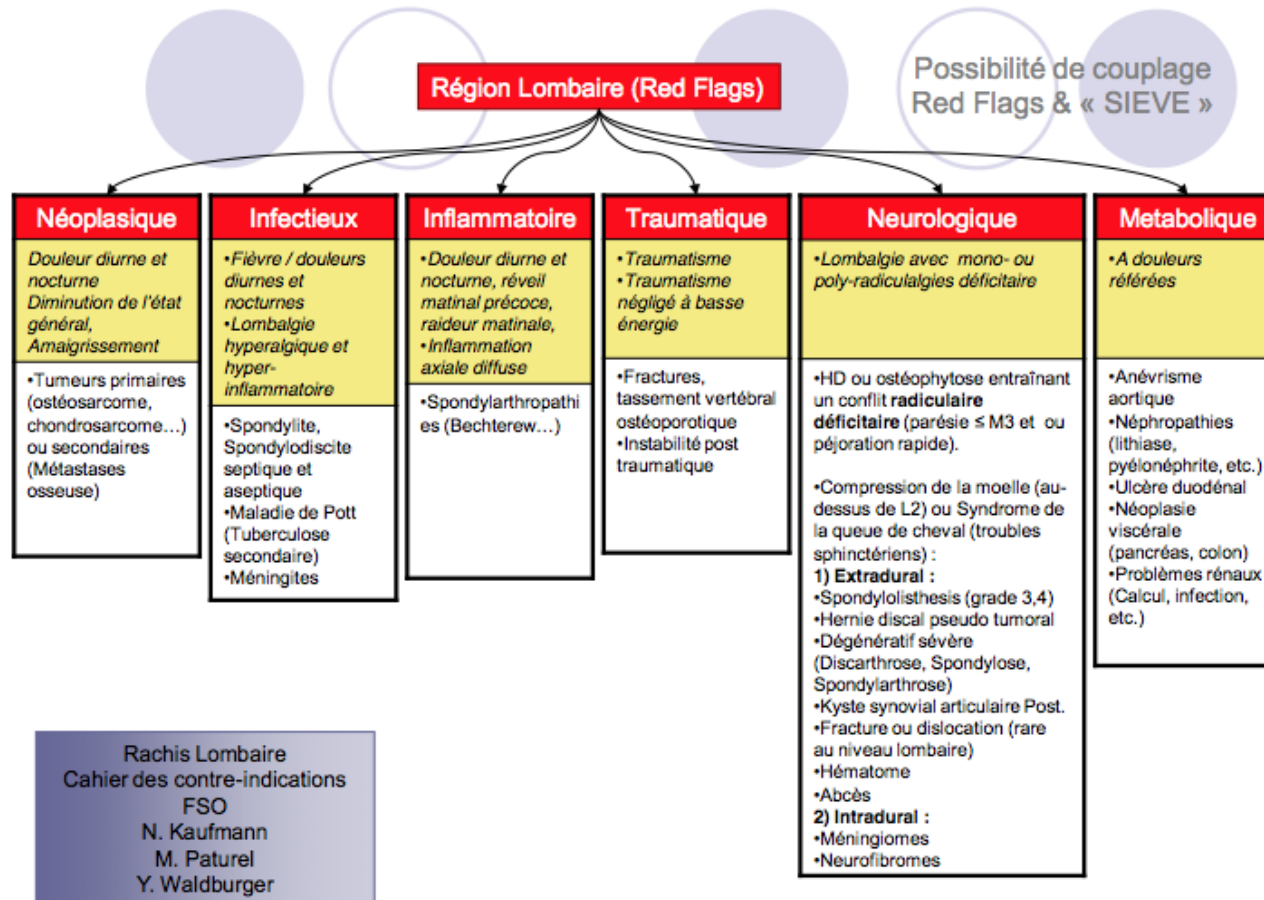 Possibilité de couplage
Red Flags & « SIEVE »
Région Lombaire (Red Flags)
Néoplasique
Douleur diurne et
nocturne
Diminution de l'état
général,
Amaigrissement
•Tumeurs primaires
(ostéosarcome,
chondrosarcome…)
ou secondaires
(Métastases
osseuse)
Infectieux
•Fièvre / douleurs
diurnes et
nocturnes
•Lombalgie
hyperalgique et
hyper-
inflammatoire
•Spondylite,
Spondylodiscite
septique et
aseptique
•Maladie de Pott
(Tuberculose
secondaire)
•Méningites
Inflammatoire
•Douleur diurne et
nocturne, réveil
matinal précoce,
raideur matinale,
•Inflammation
axiale diffuse
•Spondylarthropathi
es (Bechterew…)
Traumatique
•Traumatisme
•Traumatisme
négligé à basse
énergie
•Fractures,
tassement vertébral
ostéoporotique
•Instabilité post
traumatique
Neurologique
•Lombalgie avec mono- ou
poly-radiculalgies déficitaire
•HD ou ostéophytose entraînant
un conflit radiculaire
déficitaire (parésie ≤ M3 et ou
péjoration rapide).
•Compression de la moelle (au-
dessus de L2) ou Syndrome de
la queue de cheval (troubles
sphinctériens) :
1) Extradural :
•Spondylolisthesis (grade 3,4)
•Hernie discal pseudo tumoral
•Dégénératif sévère
(Discarthrose, Spondylose,
Spondylarthrose)
•Kyste synovial articulaire Post.
•Fracture ou dislocation (rare
au niveau lombaire)
•Hématome
•Abcès
2) Intradural :
•Méningiomes
•Neurofibromes
Metabolique
•A douleurs
référées
•Anévrisme
aortique
•Néphropathies
(lithiase,
pyélonéphrite, etc.)
•Ulcère duodénal
•Néoplasie
viscérale
(pancréas, colon)
•Problèmes rénaux
(Calcul, infection,
etc.)
Rachis Lombaire
Cahier des contre-indications
FSO
N. Kaufmann
M. Paturel
Y. Waldburger